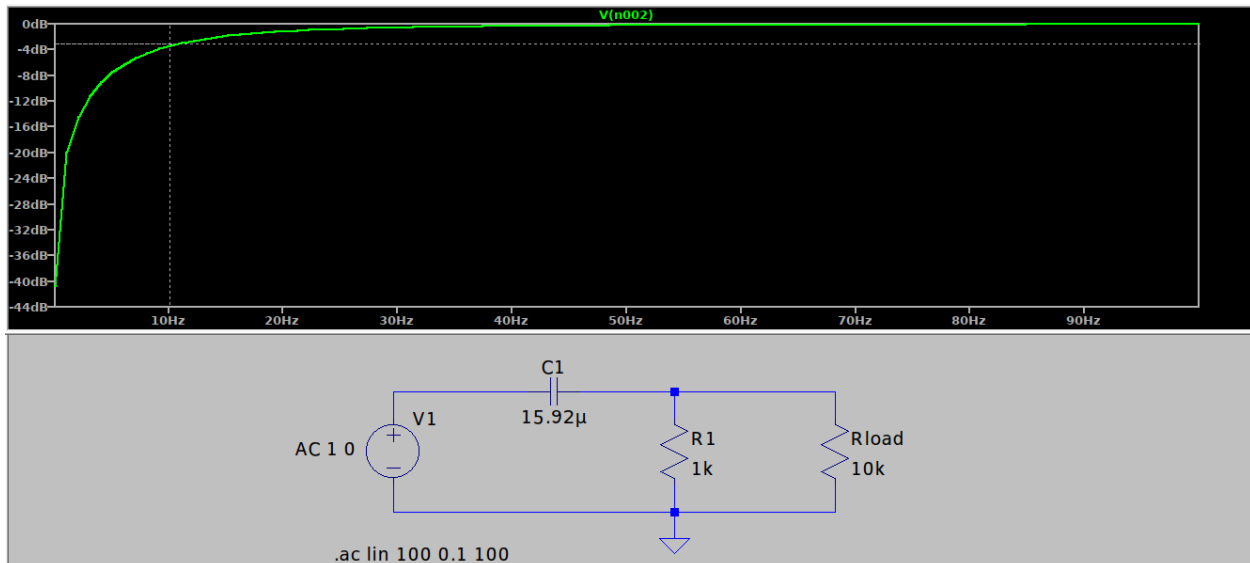 V(n002)
0dB
-4dB
-8dB
-12dB
-16dB
-20dB
-24dB
-28dB
-32dB
-36dB
-40dB
-44dB
10Hz 20Hz 30Hz 40Hz 50Hz 60Hz 70Hz 80Hz 90Hz
C1
15.92µ
V1
AC 1 0
R1
1k
Rload
10k
.ac lin 100 0.1 100